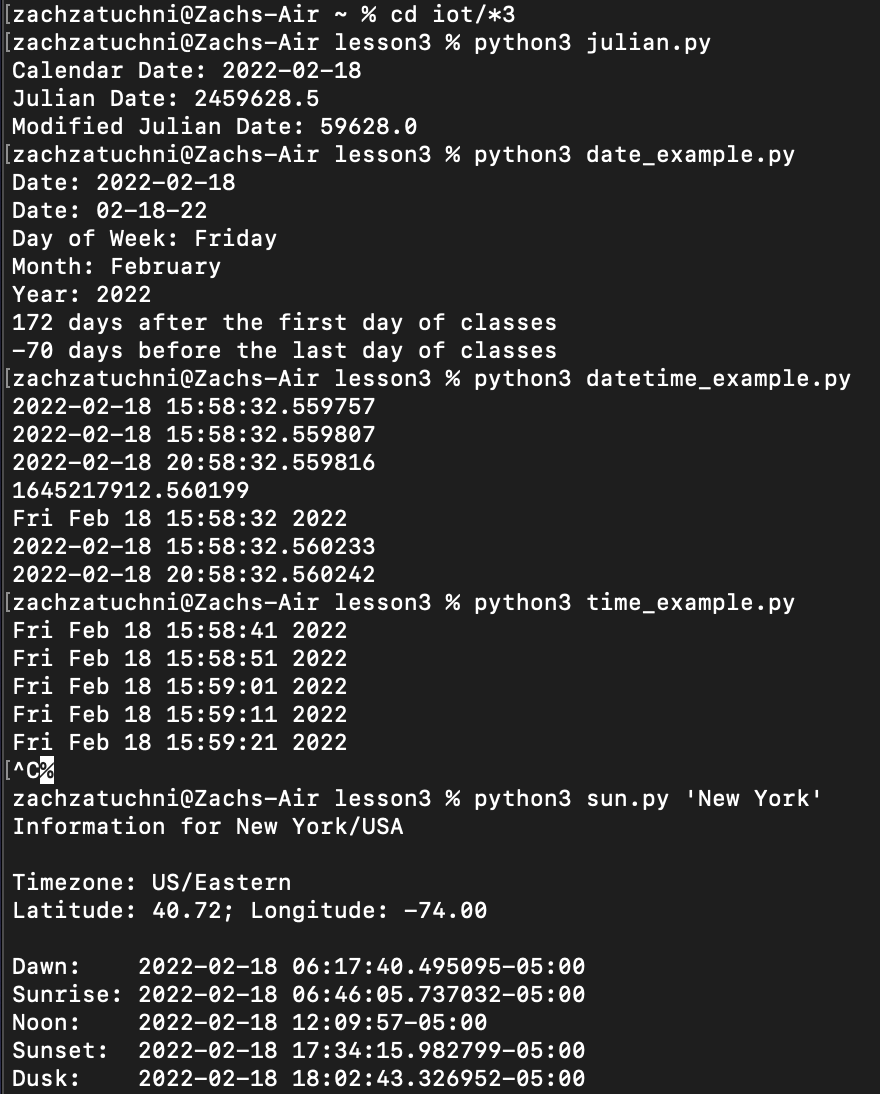 [zachzatuchni@Zachs-Air ~ % cd iot/*3
[zachzatuchni@Zachs-Air lesson3 % python3 julian.py
Calendar Date: 2022-02-18
Julian Date: 2459628.5
Modified Julian Date: 59628.0
[zachzatuchni@Zachs-Air lesson3 % python3 date_example.py
Date: 2022-02-18
Date: 02-18-22
Day of Week: Friday
Month: February
Year: 2022
172 days after the first day of classes
-70 days before the last day of classes
[zachzatuchni@Zachs-Air lesson3 % python3 datetime_example.py
2022-02-18 15:58:32.559757
2022-02-18 15:58:32.559807
2022-02-18 20:58:32.559816
1645217912.560199
Fri Feb 18 15:58:32 2022
2022-02-18 15:58:32.560233
2022-02-18 20:58:32.560242
[zachzatuchni@Zachs-Air lesson3 % python3 time_example.py
Fri Feb 18 15:58:41 2022
Fri Feb 18 15:58:51 2022
Fri Feb 18 15:59:01 2022
Fri Feb 18 15:59:11 2022
Fri Feb 18 15:59:21 2022
[^C%
zachzatuchni@Zachs-Air lesson3 % python3 sun.py 'New York'
Information for New York/USA

Timezone: US/Eastern
Latitude: 40.72; Longitude: -74.00

Dawn:    2022-02-18 06:17:40.495095-05:00
Sunrise: 2022-02-18 06:46:05.737032-05:00
Noon:    2022-02-18 12:09:57-05:00
Sunset:  2022-02-18 17:34:15.982799-05:00
Dusk:    2022-02-18 18:02:43.326952-05:00